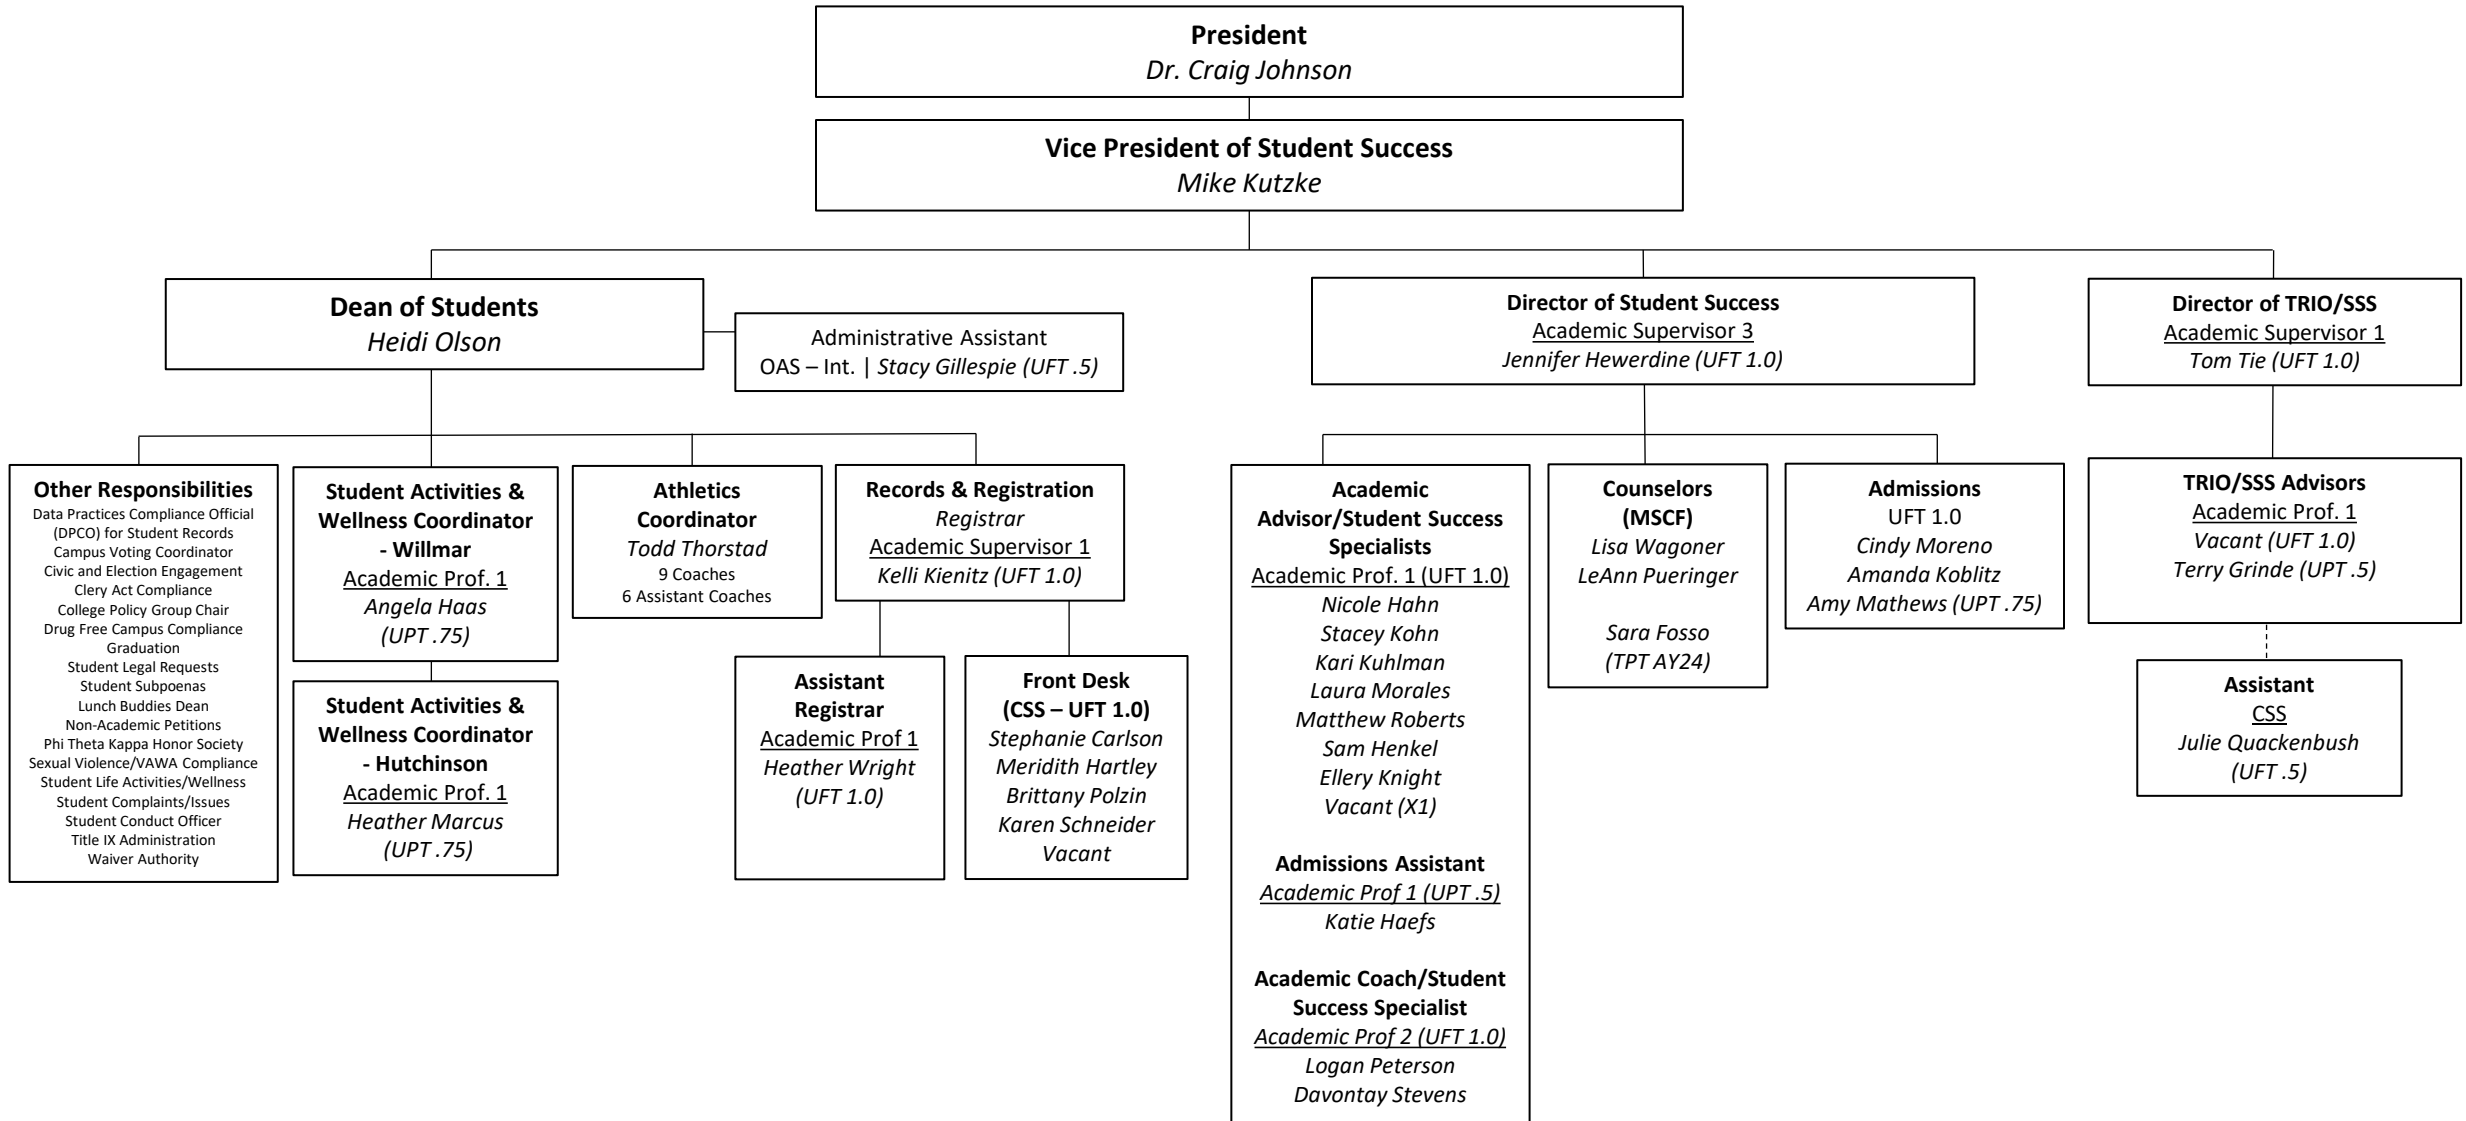 President
Dr. Craig Johnson
Vice President of Student Success
Mike Kutzke
Dean of Students
Heidi Olson
Administrative Assistant
OAS – Int. | Stacy Gillespie (UFT .5)
Director of Student Success
Academic Supervisor 3
Jennifer Hewerdine (UFT 1.0)
Director of TRIO/SSS
Academic Supervisor 1
Tom Tie (UFT 1.0)
Other Responsibilities
Data Practices Compliance Official
(DPCO) for Student Records
Campus Voting Coordinator
Civic and Election Engagement
Clery Act Compliance
College Policy Group Chair
Drug Free Campus Compliance
Graduation
Student Legal Requests
Student Subpoenas
Lunch Buddies Dean
Non-Academic Petitions
Phi Theta Kappa Honor Society
Sexual Violence/VAWA Compliance
Student Life Activities/Wellness
Student Complaints/Issues
Student Conduct Officer
Title IX Administration
Waiver Authority
Student Activities &
Wellness Coordinator
- Willmar
Academic Prof. 1
Angela Haas
(UPT .75)
Student Activities &
Wellness Coordinator
- Hutchinson
Academic Prof. 1
Heather Marcus
(UPT .75)
Athletics
Coordinator
Todd Thorstad
9 Coaches
6 Assistant Coaches
Records & Registration
Registrar
Academic Supervisor 1
Kelli Kienitz (UFT 1.0)
Assistant
Registrar
Academic Prof 1
Heather Wright
(UFT 1.0)
Front Desk
(CSS – UFT 1.0)
Stephanie Carlson
Meridith Hartley
Brittany Polzin
Karen Schneider
Vacant
Academic
Advisor/Student Success
Specialists
Academic Prof. 1 (UFT 1.0)
Nicole Hahn
Stacey Kohn
Kari Kuhlman
Laura Morales
Matthew Roberts
Sam Henkel
Ellery Knight
Vacant (X1)
Admissions Assistant
Academic Prof 1 (UPT .5)
Katie Haefs
Academic Coach/Student
Success Specialist
Academic Prof 2 (UFT 1.0)
Logan Peterson
Davontay Stevens
Counselors
(MSCF)
Lisa Wagoner
LeAnn Pueringer
Sara Fosso
(TPT AY24)
Admissions
UFT 1.0
Cindy Moreno
Amanda Koblitz
Amy Mathews (UPT .75)
TRIO/SSS Advisors
Academic Prof. 1
Vacant (UFT 1.0)
Terry Grinde (UPT .5)
Assistant
CSS
Julie Quackenbush
(UFT .5)